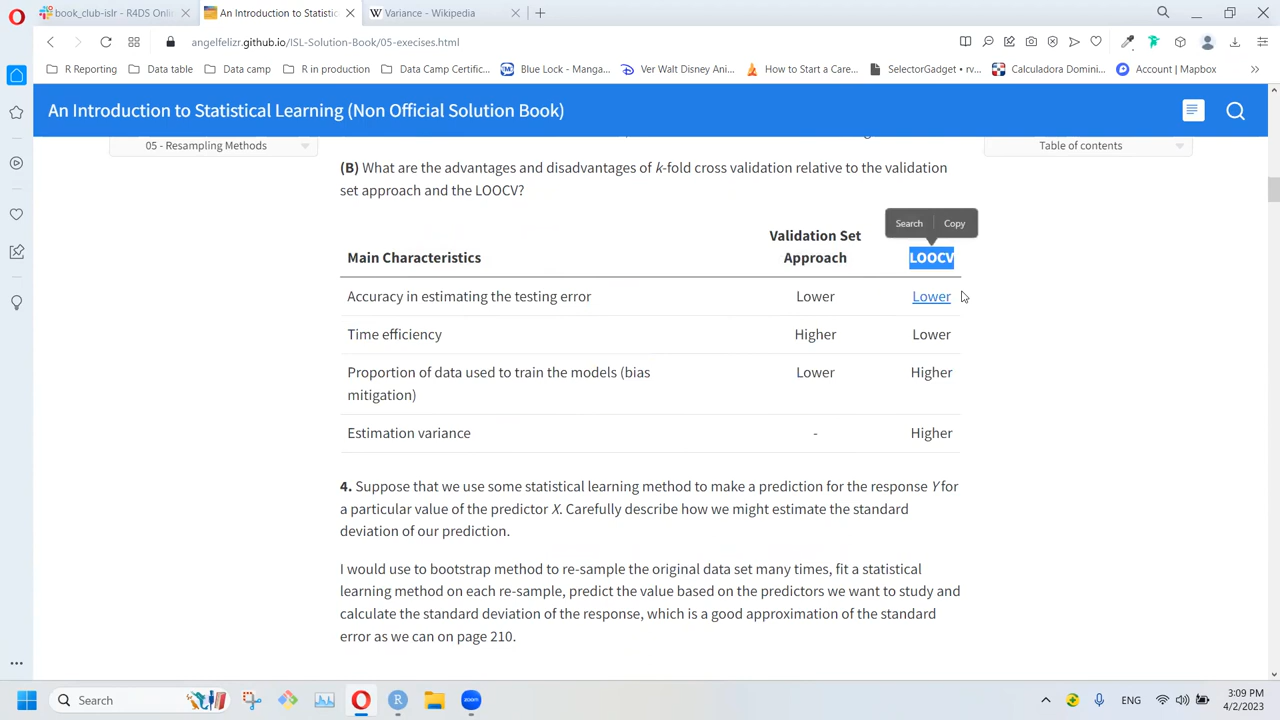 book_club-islr - R4DS Onlin
An Introduction to Statistic
Variance - Wikipedia
angelfelizr.github.io/ISL-Solution-Book/05-execises.html
R Reporting
Data table
Data camp
R in production
Data Camp Certific...
Blue Lock - Manga...
Ver Walt Disney Ani...
How to Start a Care...
SelectorGadget • rv...
Calculadora Domini...
Account | Mapbox
An Introduction to Statistical Learning (Non Official Solution Book)
05 - Resampling Methods
Table of contents
(B) What are the advantages and disadvantages of k-fold cross validation relative to the validation
set approach and the LOOCV?
Search Copy
Validation Set
Main Characteristics Approach LOOCV
Accuracy in estimating the testing error Lower Lower
Time efficiency Higher Lower
Proportion of data used to train the models (bias Lower Higher
mitigation)
Estimation variance - Higher
4. Suppose that we use some statistical learning method to make a prediction for the response Y for
a particular value of the predictor X. Carefully describe how we might estimate the standard
deviation of our prediction.
I would use to bootstrap method to re-sample the original data set many times, fit a statistical
learning method on each re-sample, predict the value based on the predictors we want to study and
calculate the standard deviation of the response, which is a good approximation of the standard
error as we can on page 210.
Search
zoom
ENG
3:09 PM
4/2/2023